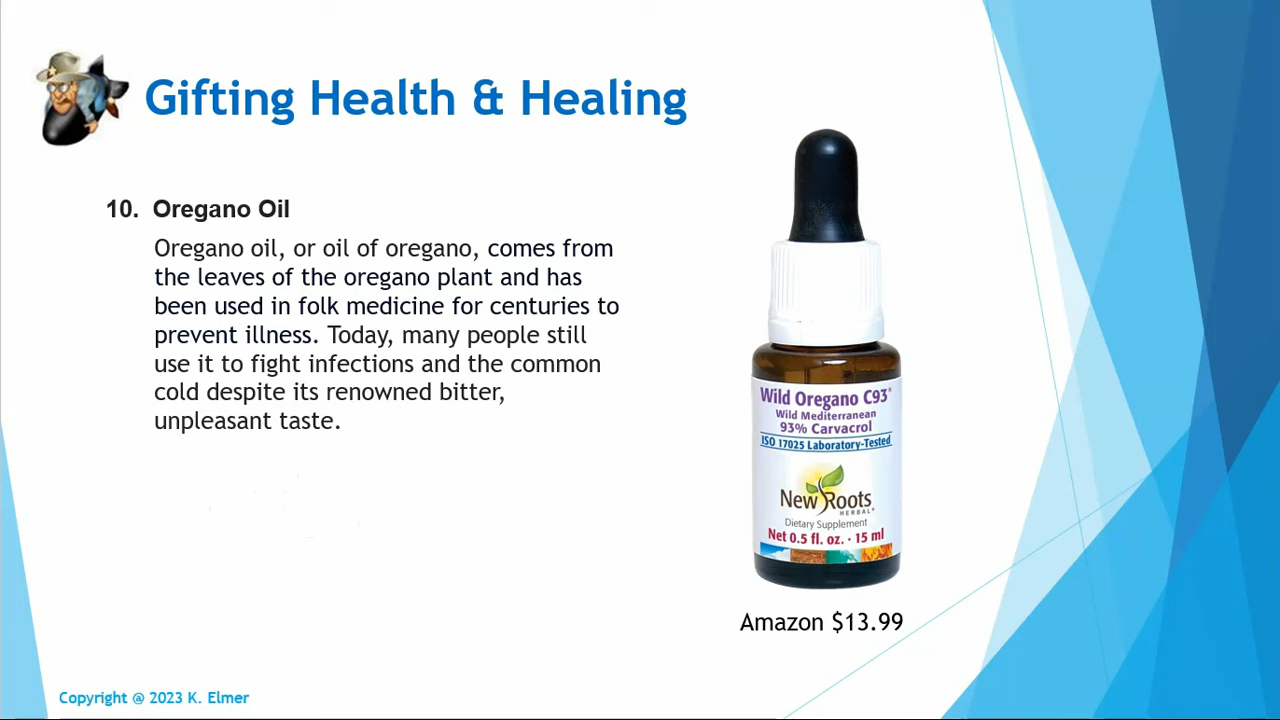 Gifting Health & Healing
10. Oregano Oil
Oregano oil, or oil of oregano, comes from
the leaves of the oregano plant and has
been used in folk medicine for centuries to
prevent illness. Today, many people still
use it to fight infections and the common
cold despite its renowned bitter,
unpleasant taste.
Wild Oregano C93®
Wild Mediterranean
93% Carvacrol
ISO 17025 Laboratory-Tested
New Roots
HERBAL®
Dietary Supplement
Net 0.5 fl. oz. · 15 ml
Amazon $13.99
Copyright @ 2023 K. Elmer